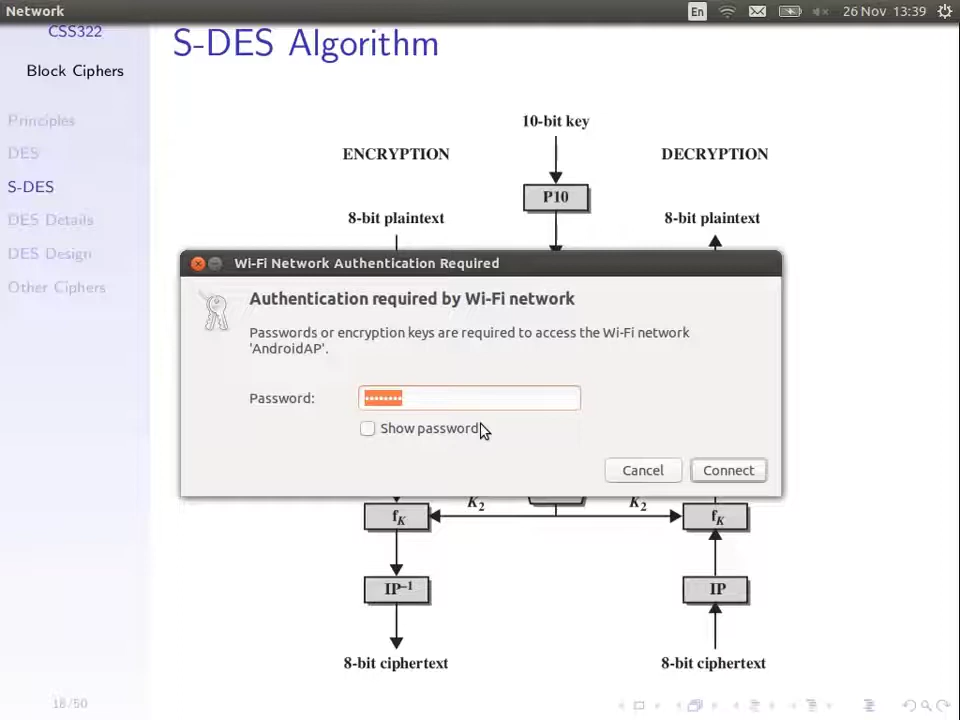 Network
En
26 Nov 13:39
CSS322
Block Ciphers
Principles
DES
S-DES
DES Details
DES Design
Other Ciphers
18/50
S-DES Algorithm
10-bit key
ENCRYPTION
DECRYPTION
P10
8-bit plaintext
8-bit plaintext
Wi-Fi Network Authentication Required
Authentication required by Wi-Fi network
Passwords or encryption keys are required to access the Wi-Fi network
'AndroidAP'.
Password: ••••••••
Show password
Cancel
Connect
K2
K2
fK
fK
IP–1
IP
8-bit ciphertext
8-bit ciphertext